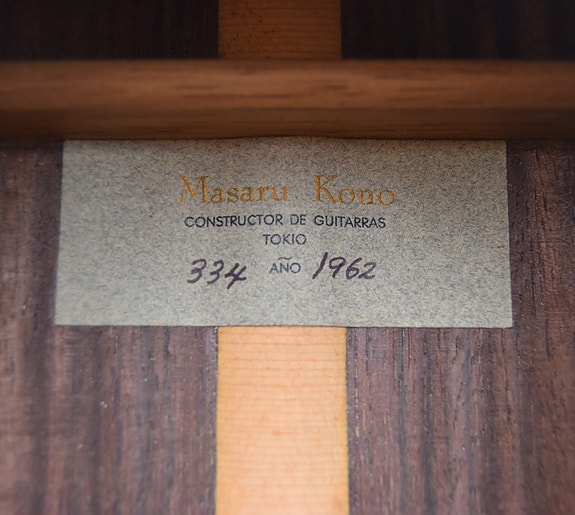 Masaru Kono
CONSTRUCTOR DE GUITARRAS
TOKIO
334 AÑO 1962